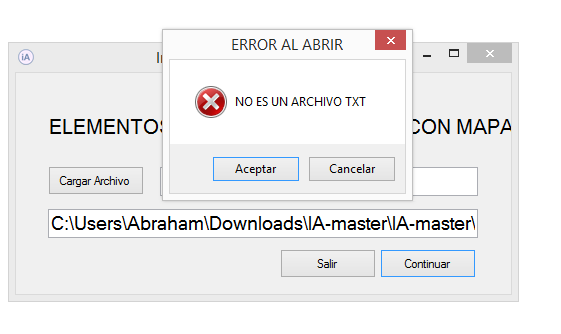 ERROR AL ABRIR
iA
NO ES UN ARCHIVO TXT
ELEMENTOS CON MAPA
Aceptar Cancelar
Cargar Archivo
C:\Users\Abraham\Downloads\IA-master\IA-master\
Salir Continuar